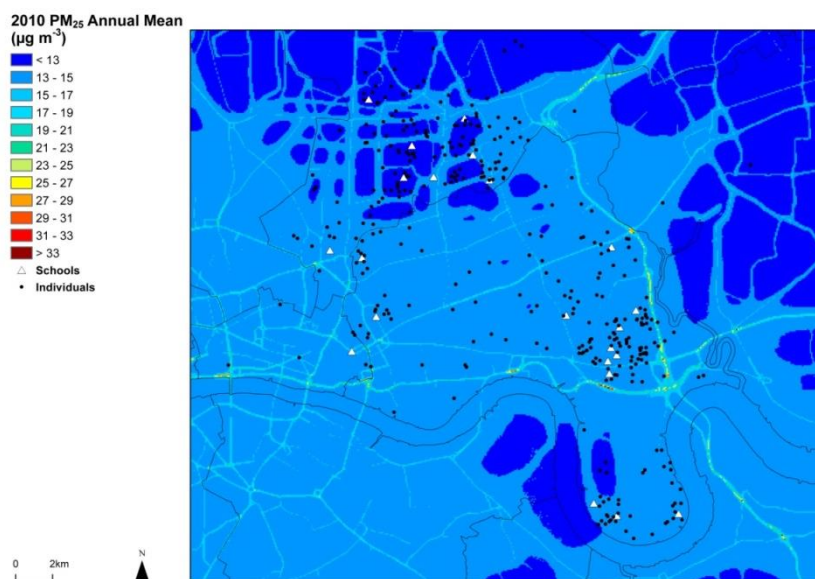 2010 PM₂₅ Annual Mean
(µg m⁻³)
< 13
13 - 15
15 - 17
17 - 19
19 - 21
21 - 23
23 - 25
25 - 27
27 - 29
29 - 31
31 - 33
> 33
Schools
Individuals
0 2km
N